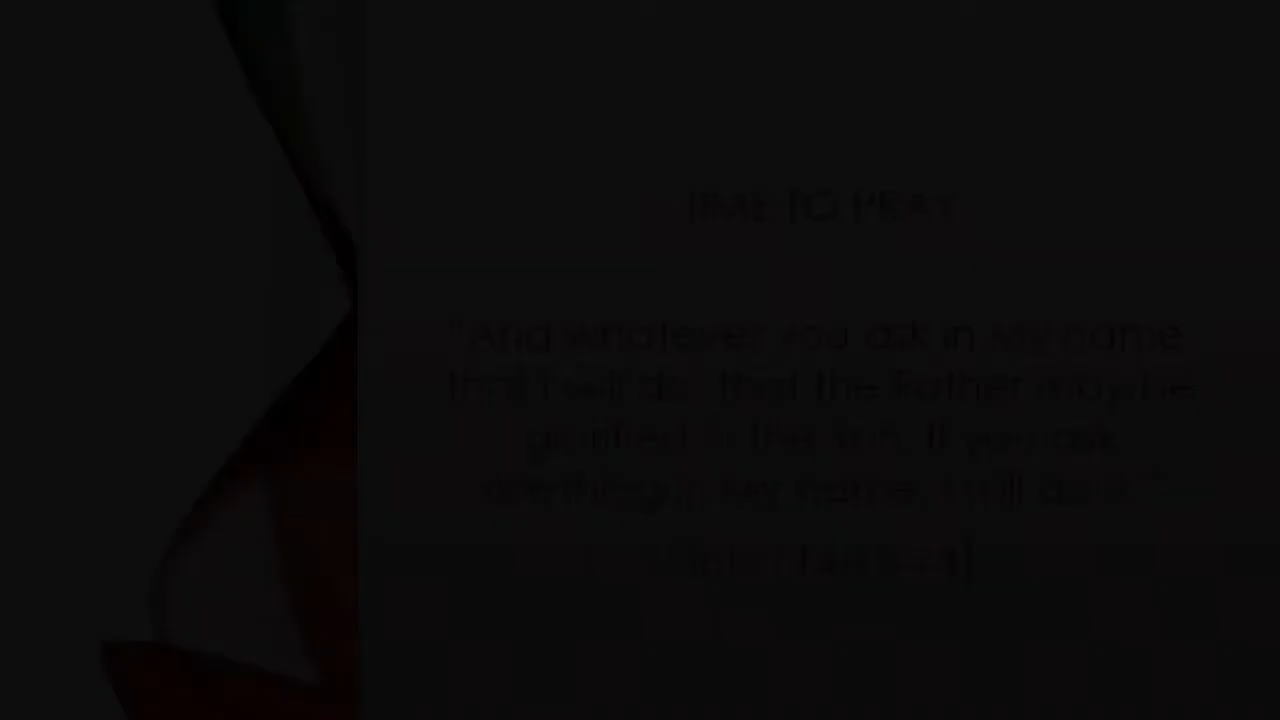 TIME TO PRAY
"And whatever you ask in My name
that I will do, that the Father may be
glorified in the Son. If you ask
anything in My name, I will do it."